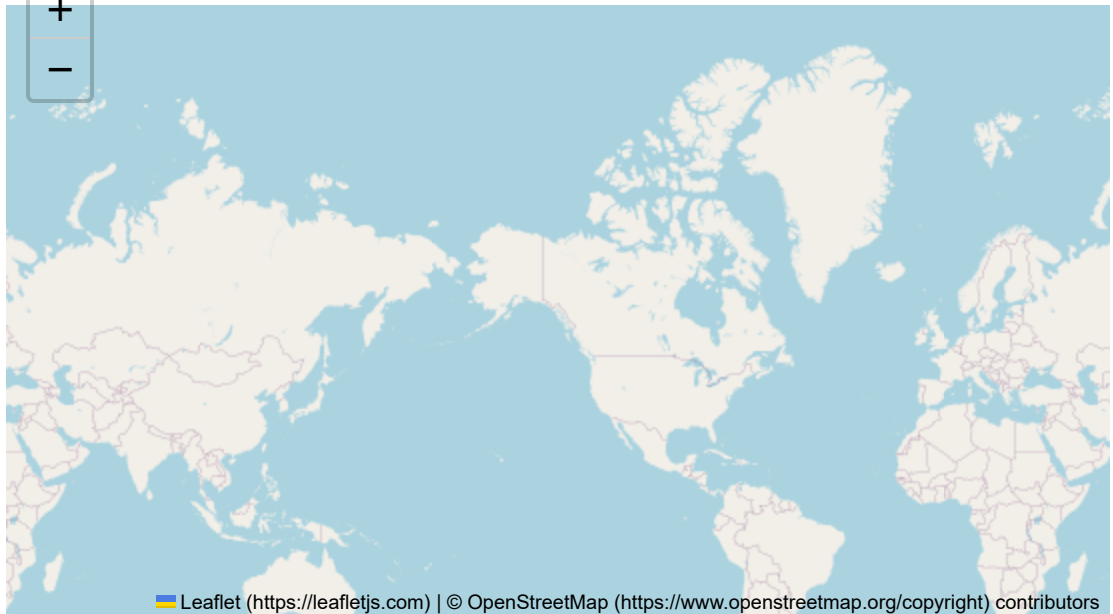 +
−
Leaflet (https://leafletjs.com) | © OpenStreetMap (https://www.openstreetmap.org/copyright) contributors